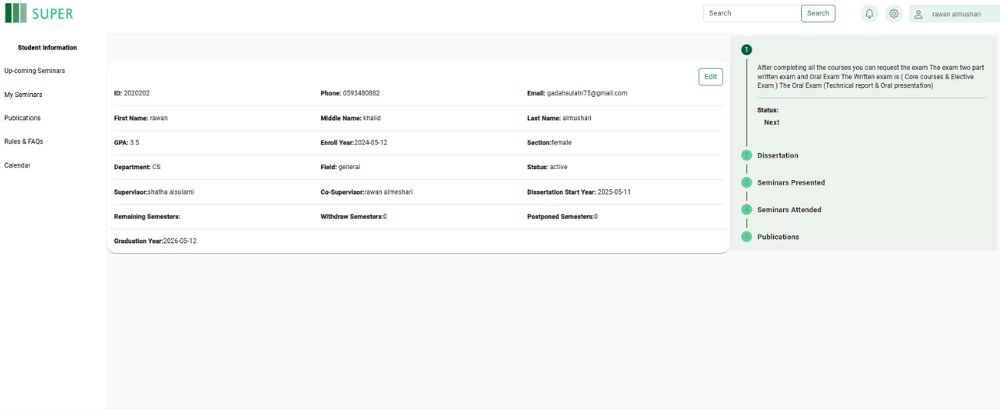 SUPER
Search
Search
rawan almushari
Student Information
Up-coming Seminars
My Seminars
Publications
Rules & FAQs
Calendar
Edit
ID: 2020202
Phone: 0593480882
Email: gadahsulatn75@gmail.com
First Name: rawan
Middle Name: khalid
Last Name: almushari
GPA: 3.5
Enroll Year:2024-05-12
Section:female
Department: CS
Field: general
Status: active
Supervisor:shatha alsulami
Co-Supervisor:rawan almeshari
Dissertation Start Year: 2025-05-11
Remaining Semesters:
Withdraw Semesters:0
Postponed Semesters:0
Graduation Year:2026-05-12
1
After completing all the courses you can request the exam The exam two part
written exam and Oral Exam The Written exam is ( Core courses & Elective
Exam ) The Oral Exam (Technical report & Oral presentation)
Status:
Next
2 Dissertation
3 Seminars Presented
4 Seminars Attended
5 Publications